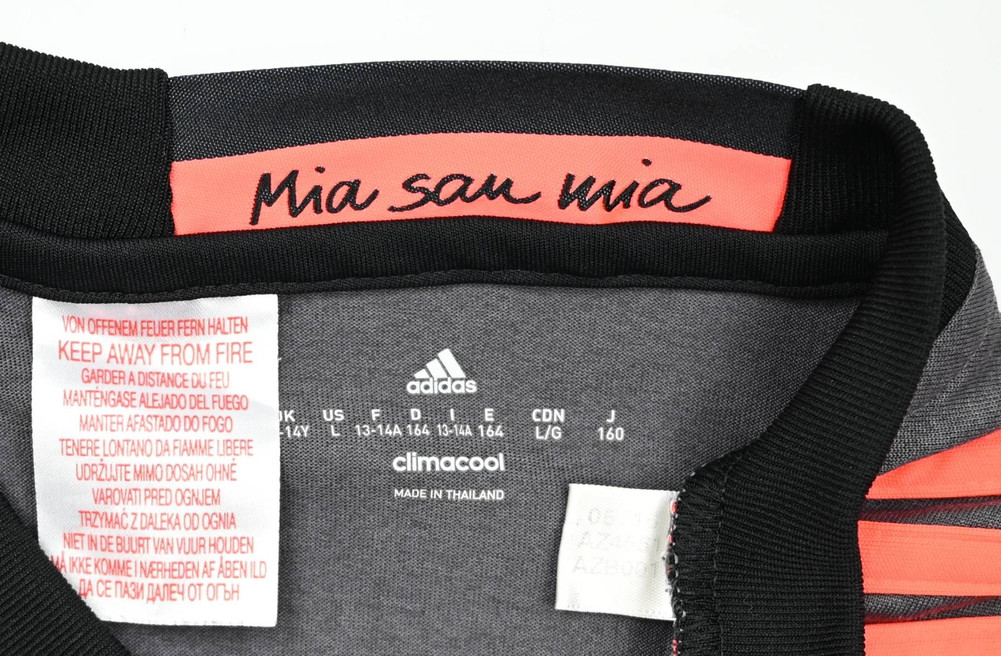 Mia san mia
VON OFFENEM FEUER FERN HALTEN
KEEP AWAY FROM FIRE
GARDER A DISTANCE DU FEU
MANTÉNGASE ALEJADO DEL FUEGO
MANTER AFASTADO DO FOGO
TENERE LONTANO DA FIAMME LIBERE
UDRŽUJTE MIMO DOSAH OHNĚ
VAROVATI PRED OGNJEM
TRZYMAĆ Z DALEKA OD OGNIA
NIET IN DE BUURT VAN VUUR HOUDEN
MÅ IKKE KOMME I NÆRHEDEN AF ÅBEN ILD
ДА СЕ ПАЗИ ДАЛЕЧ ОТ ОГЪН
adidas
US F D I E CDN J
-14Y L 13-14A 164 13-14A 164 L/G 160
climacool
MADE IN THAILAND